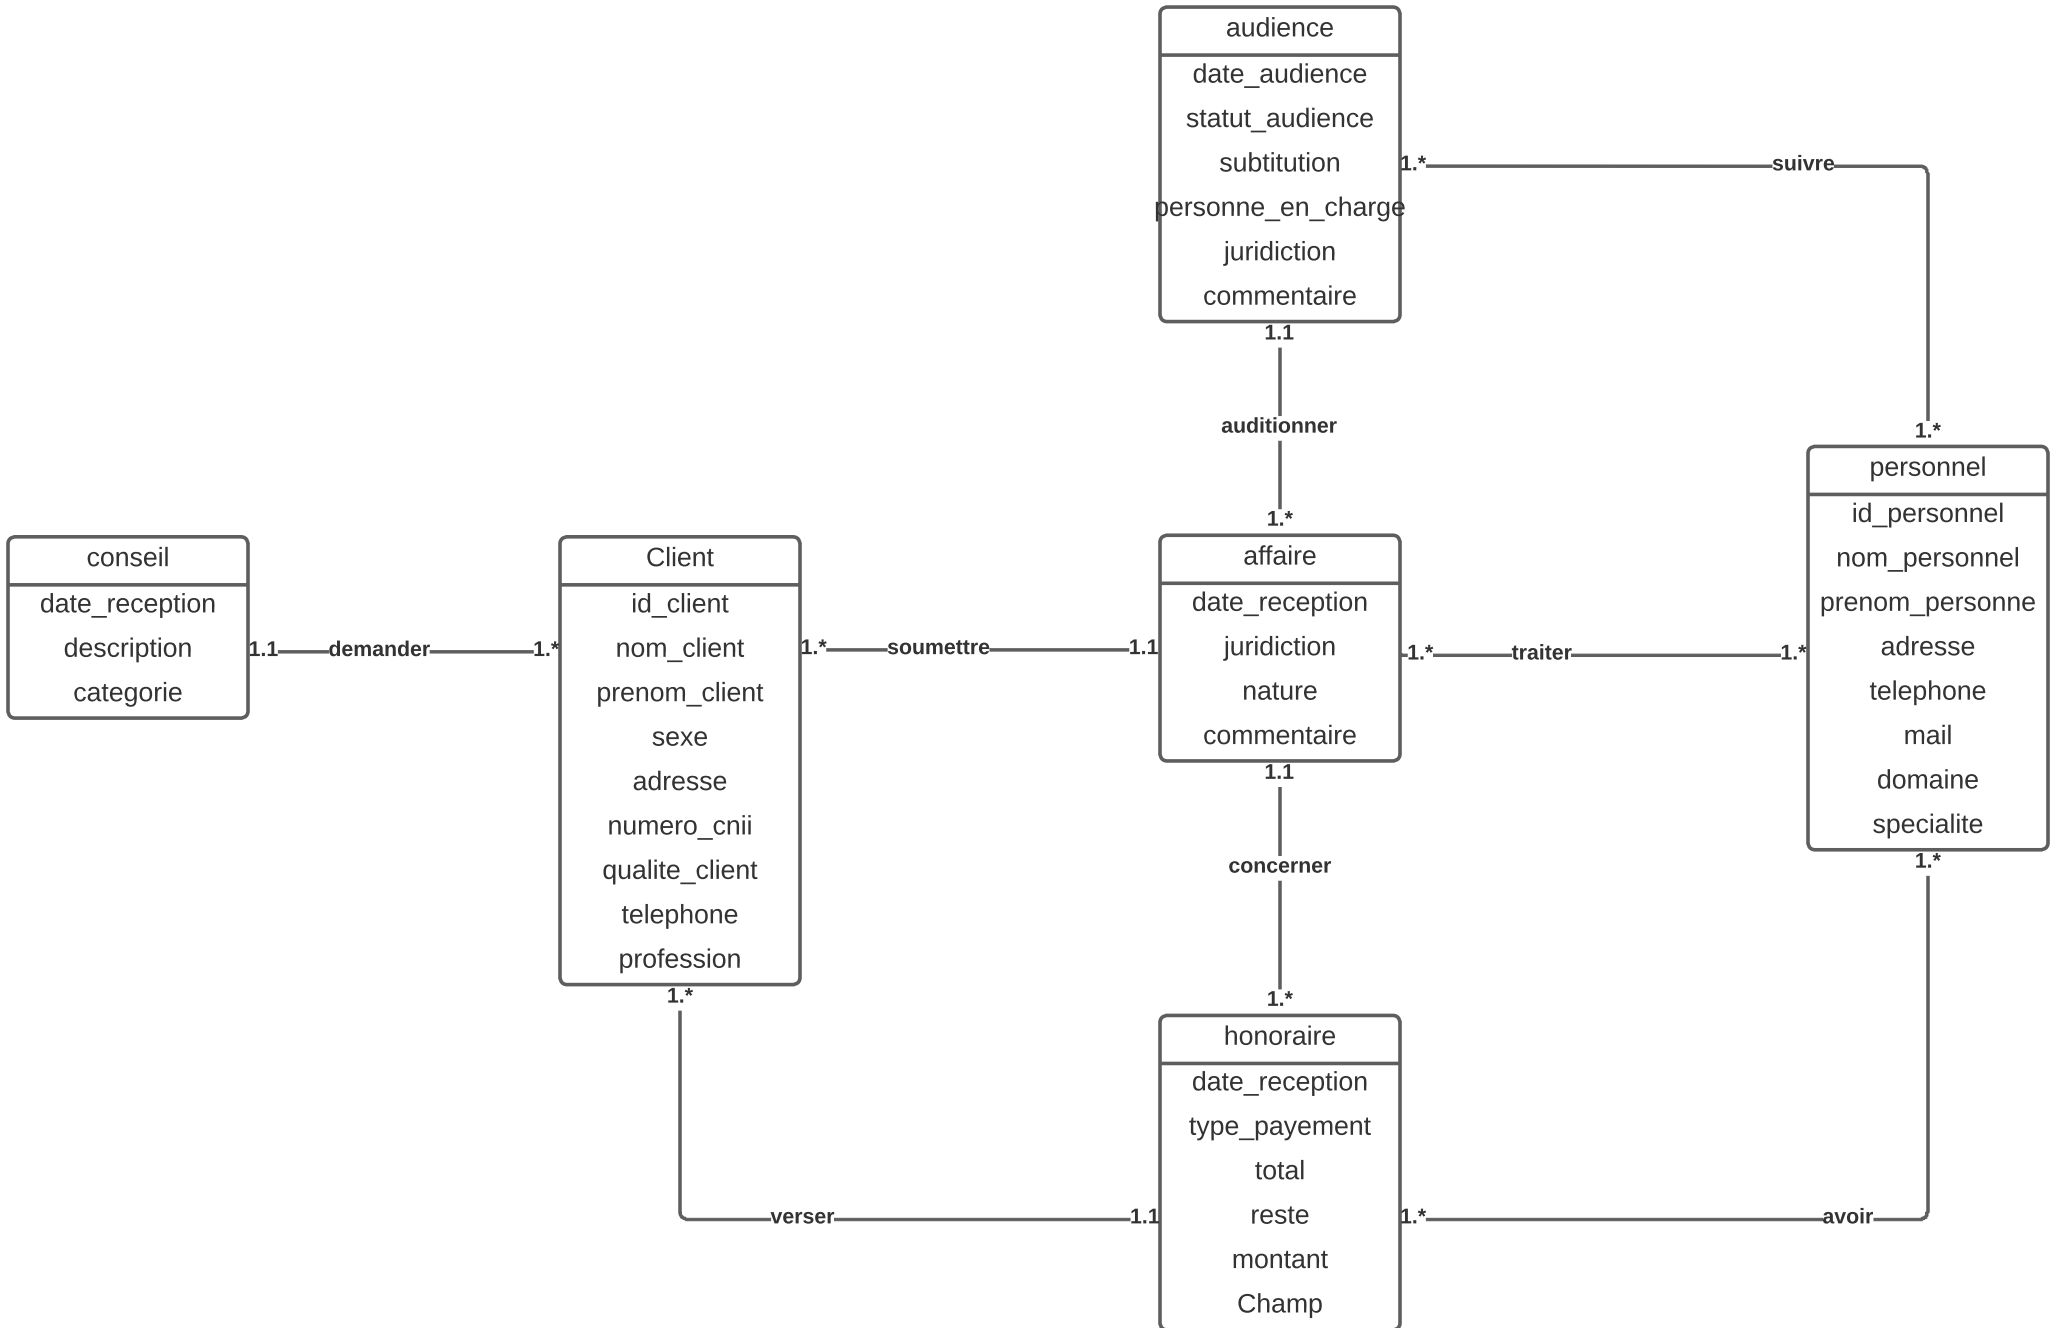 audience
date_audience
statut_audience
subtitution
personne_en_charge
juridiction
commentaire
1.*
suivre
1.*
1.1
auditionner
1.*
conseil
date_reception
description
categorie
1.1
demander
1.*
Client
id_client
nom_client
prenom_client
sexe
adresse
numero_cnii
qualite_client
telephone
profession
1.*
soumettre
1.1
affaire
date_reception
juridiction
nature
commentaire
1.*
traiter
1.*
personnel
id_personnel
nom_personnel
prenom_personne
adresse
telephone
mail
domaine
specialite
1.1
concerner
1.*
1.*
verser
1.1
honoraire
date_reception
type_payement
total
reste
montant
Champ
1.*
avoir
1.*